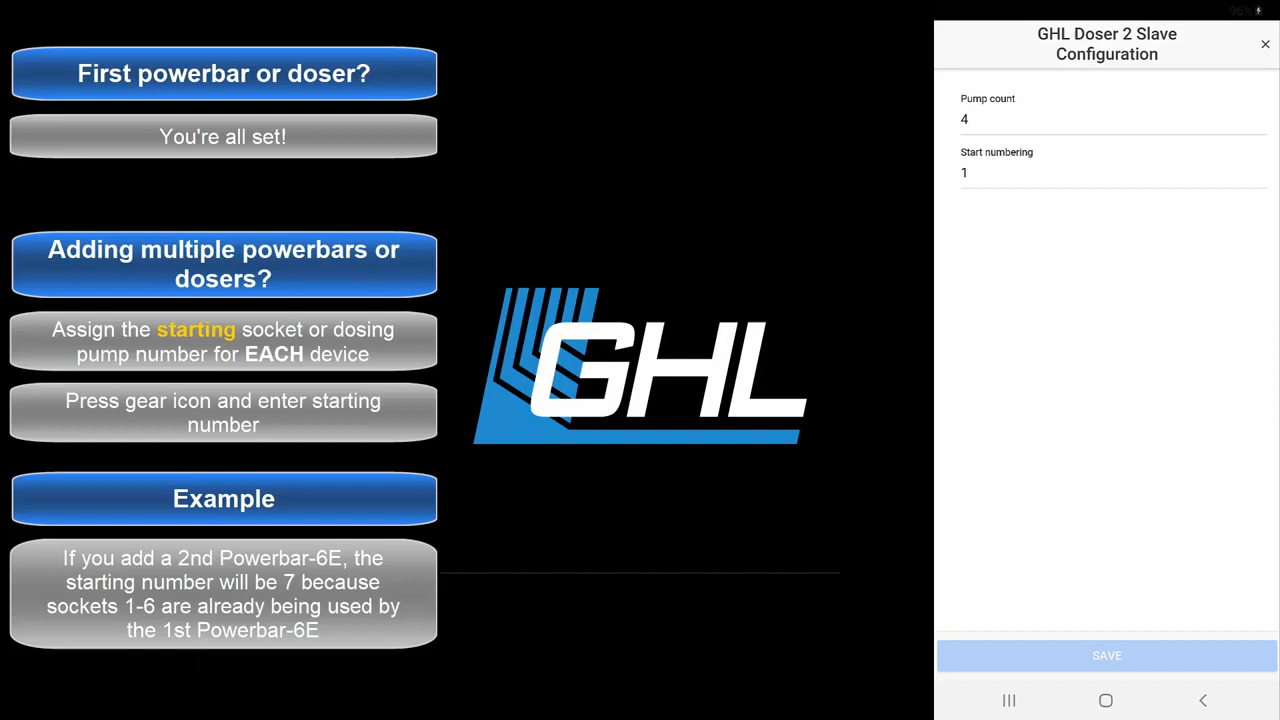 First powerbar or doser?
You're all set!
Adding multiple powerbars or
dosers?
Assign the starting socket or dosing
pump number for EACH device
Press gear icon and enter starting
number
Example
If you add a 2nd Powerbar-6E, the
starting number will be 7 because
sockets 1-6 are already being used by
the 1st Powerbar-6E
GHL
96%
GHL Doser 2 Slave
Configuration
Pump count
4
Start numbering
1
SAVE